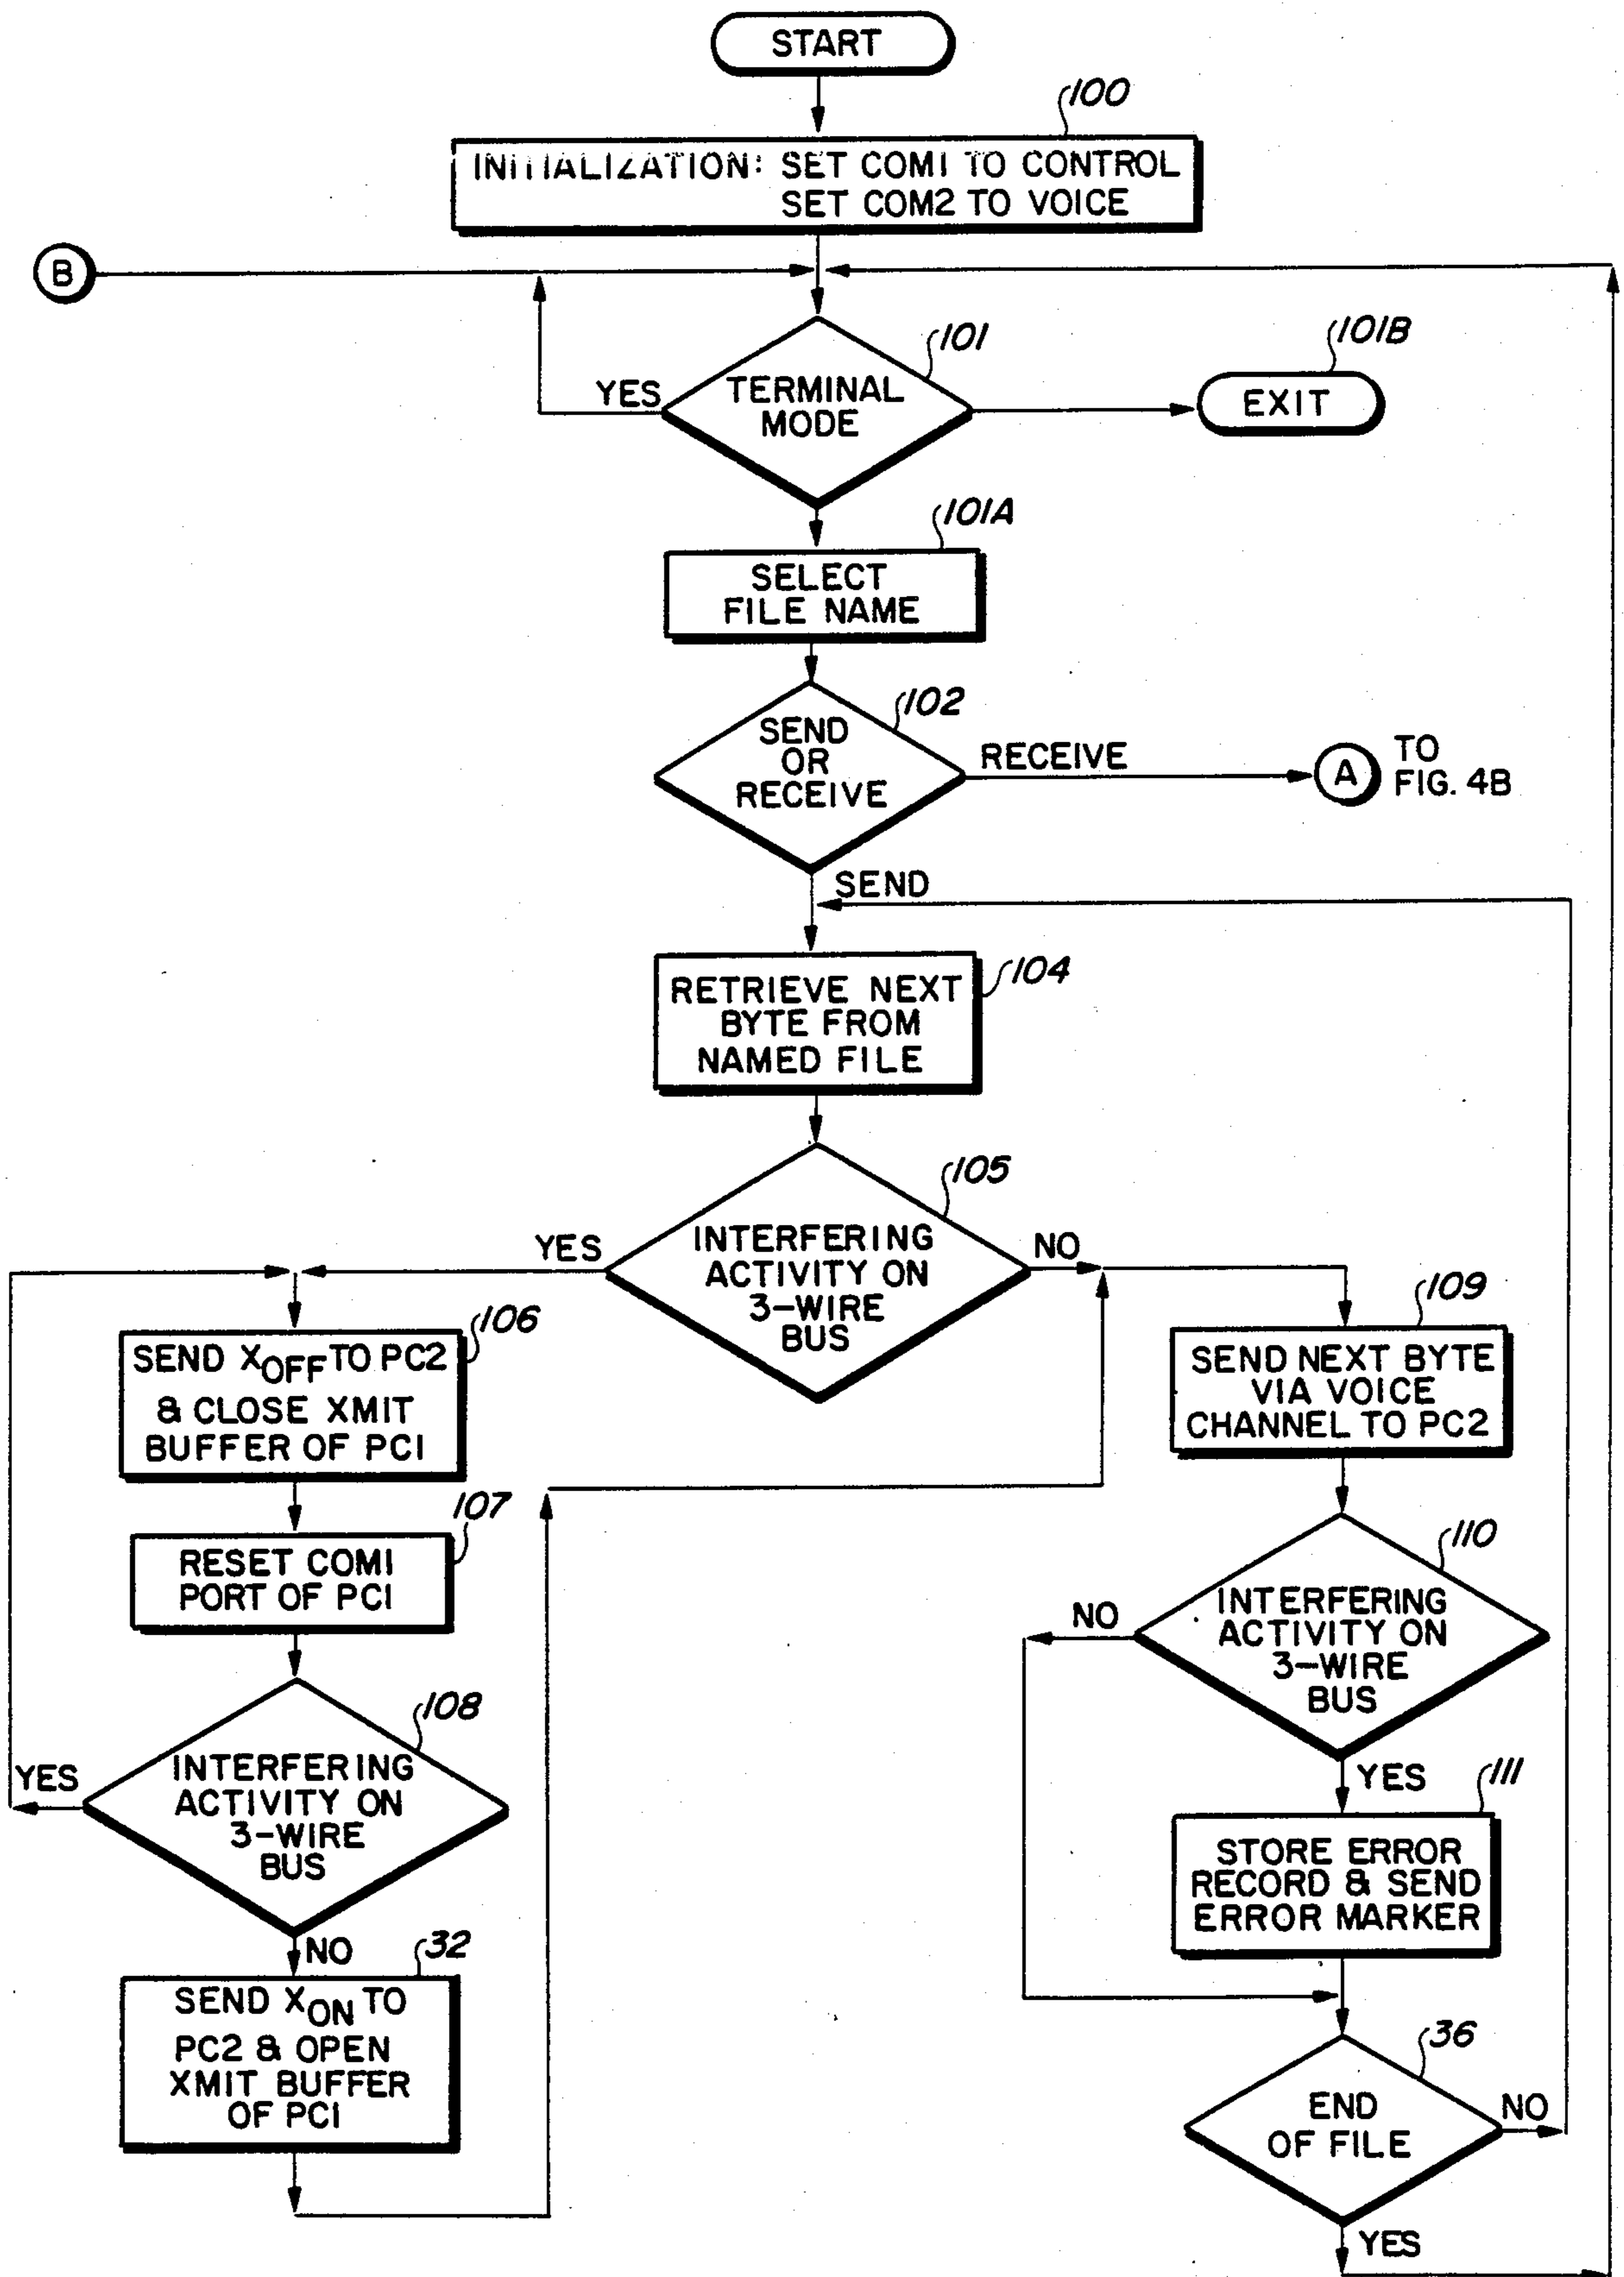 START
100
INITIALIZATION: SET COM1 TO CONTROL
SET COM2 TO VOICE
B
101
101B
YES
TERMINAL
MODE
EXIT
101A
SELECT
FILE NAME
102
SEND
OR
RECEIVE
RECEIVE
A
TO
FIG. 4B
SEND
104
RETRIEVE NEXT
BYTE FROM
NAMED FILE
105
YES
INTERFERING
ACTIVITY ON
3-WIRE
BUS
NO
106
SEND XOFF TO PC2
& CLOSE XMIT
BUFFER OF PC1
109
SEND NEXT BYTE
VIA VOICE
CHANNEL TO PC2
107
RESET COM1
PORT OF PC1
110
NO
INTERFERING
ACTIVITY ON
3-WIRE
BUS
108
YES
INTERFERING
ACTIVITY ON
3-WIRE
BUS
YES
111
STORE ERROR
RECORD & SEND
ERROR MARKER
NO
32
SEND XON TO
PC2 & OPEN
XMIT BUFFER
OF PC1
36
END
OF FILE
NO
YES